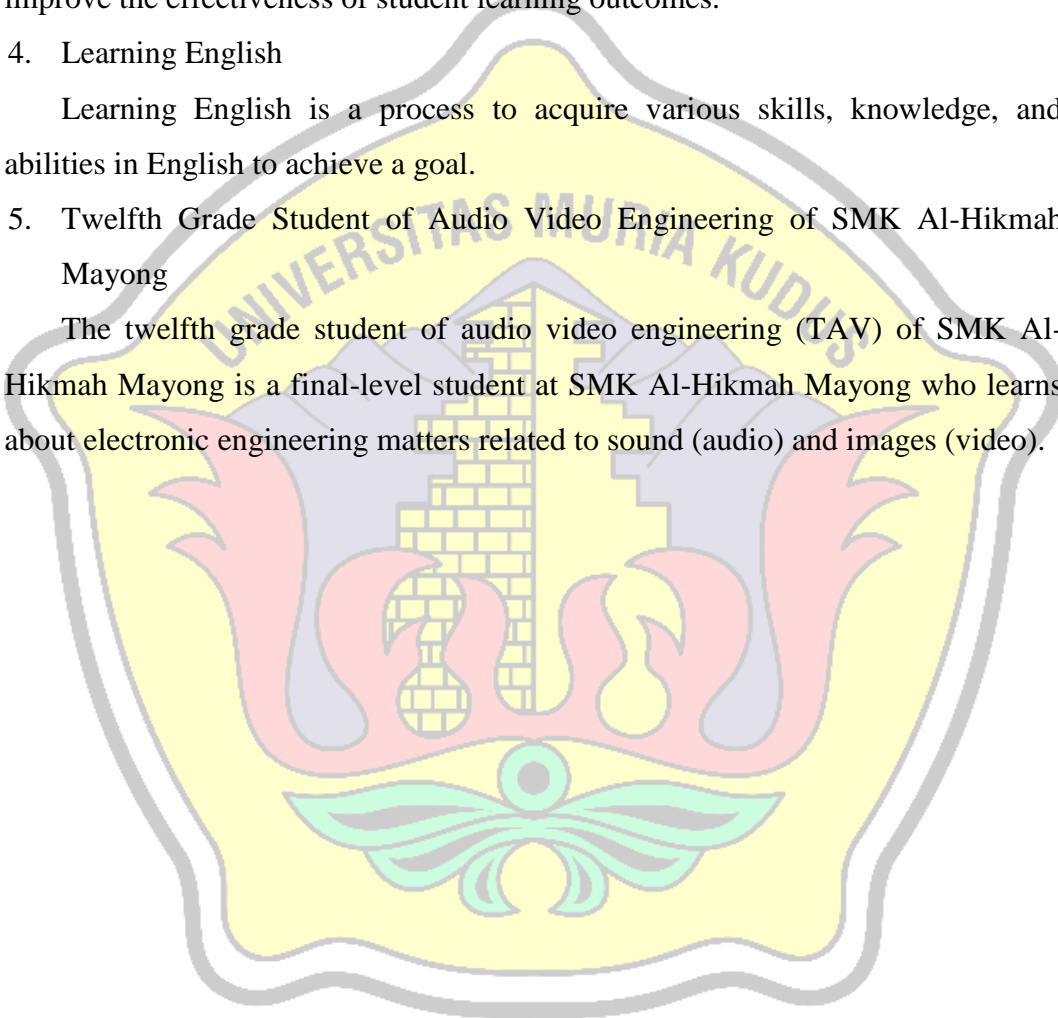 improve the effectiveness of student learning outcomes.
4. Learning English
Learning English is a process to acquire various skills, knowledge, and
abilities in English to achieve a goal.
5. Twelfth Grade Student of Audio Video Engineering of SMK Al-Hikmah
Mayong
The twelfth grade student of audio video engineering (TAV) of SMK Al-
Hikmah Mayong is a final-level student at SMK Al-Hikmah Mayong who learns
about electronic engineering matters related to sound (audio) and images (video).
UNIVERSITAS MURIA KUDUS